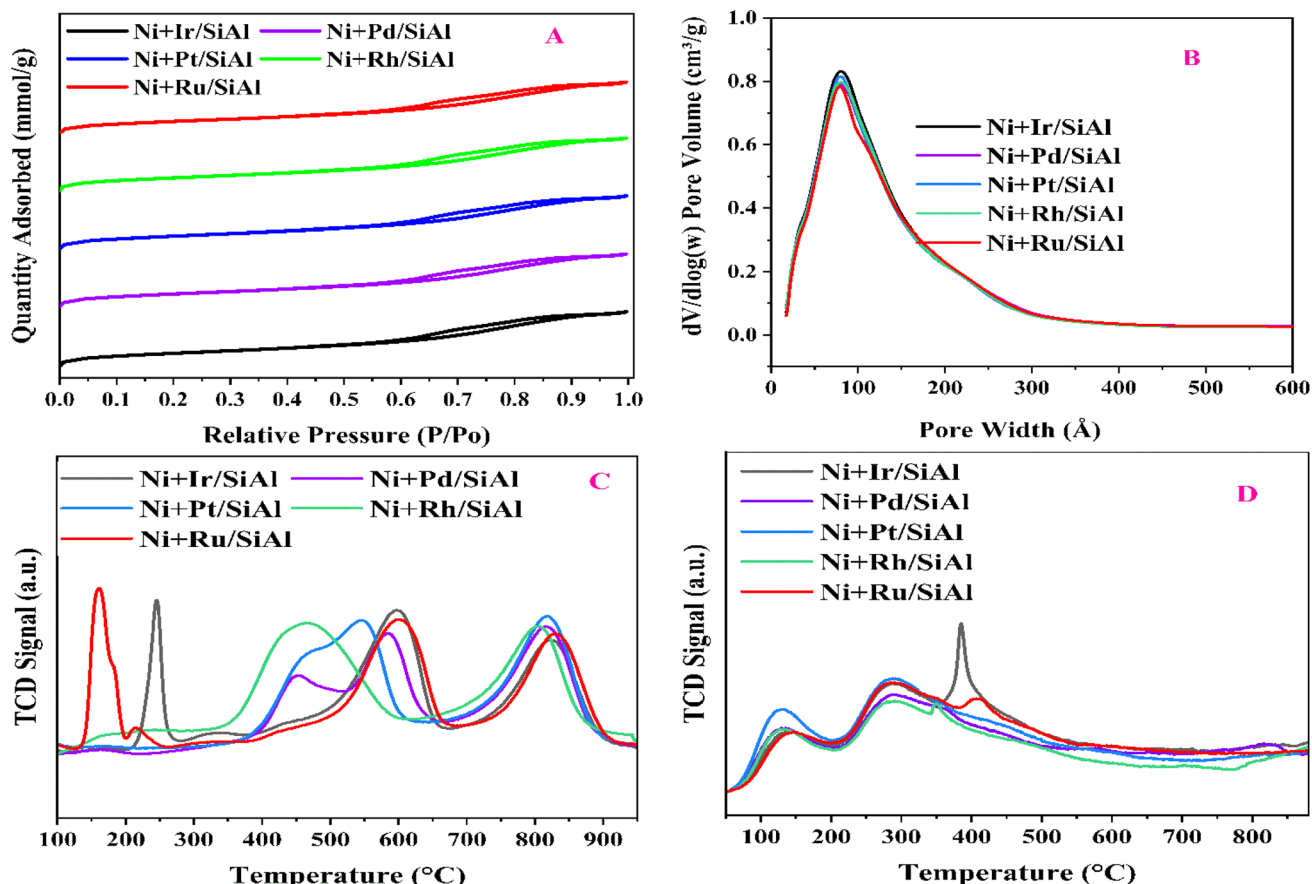 Ni+Ir/SiAl Ni+Pd/SiAl
Ni+Pt/SiAl Ni+Rh/SiAl
Ni+Ru/SiAl
A
Quantity Adsorbed (mmol/g)
0.0 0.1 0.2 0.3 0.4 0.5 0.6 0.7 0.8 0.9 1.0
Relative Pressure (P/Po)
B
dV/dlog(w) Pore Volume (cm³/g)
1.0
0.8
0.6
0.4
0.2
0.0
Ni+Ir/SiAl
Ni+Pd/SiAl
Ni+Pt/SiAl
Ni+Rh/SiAl
Ni+Ru/SiAl
0 100 200 300 400 500 600
Pore Width (Å)
Ni+Ir/SiAl Ni+Pd/SiAl
Ni+Pt/SiAl Ni+Rh/SiAl
Ni+Ru/SiAl
C
TCD Signal (a.u.)
100 200 300 400 500 600 700 800 900
Temperature (°C)
Ni+Ir/SiAl
Ni+Pd/SiAl
Ni+Pt/SiAl
Ni+Rh/SiAl
Ni+Ru/SiAl
D
TCD Signal (a.u.)
100 200 300 400 500 600 700 800
Temperature (°C)